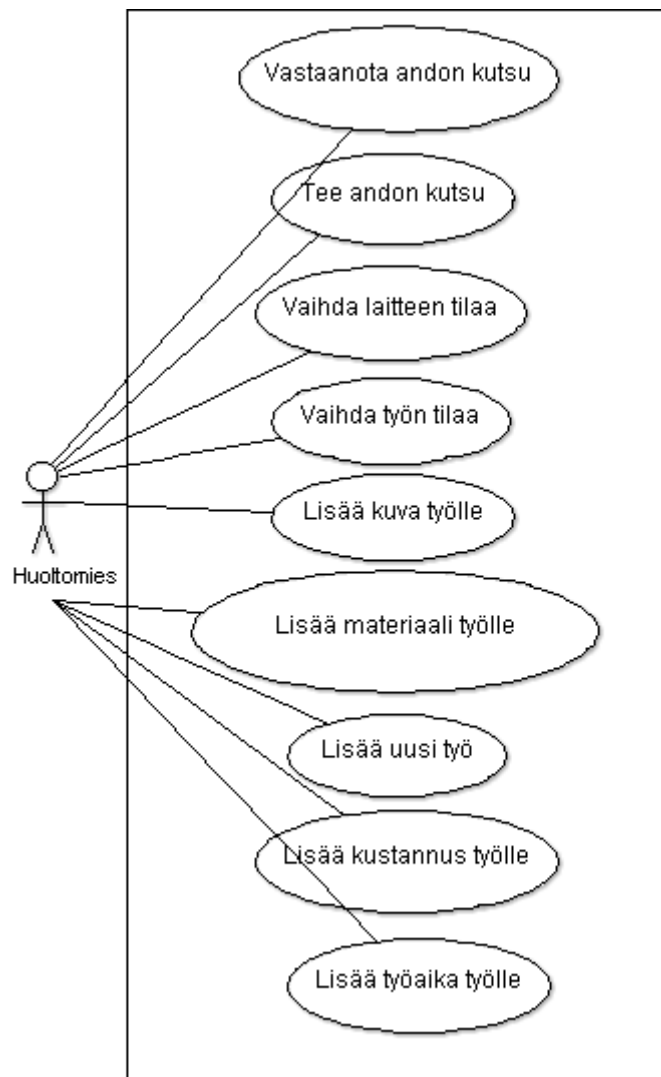 Vastaanota andon kutsu
Tee andon kutsu
Vaihda laitteen tilaa
Vaihda työn tilaa
Lisää kuva työlle
Huoltomies
Lisää materiaali työlle
Lisää uusi työ
Lisää kustannus työlle
Lisää työaika työlle